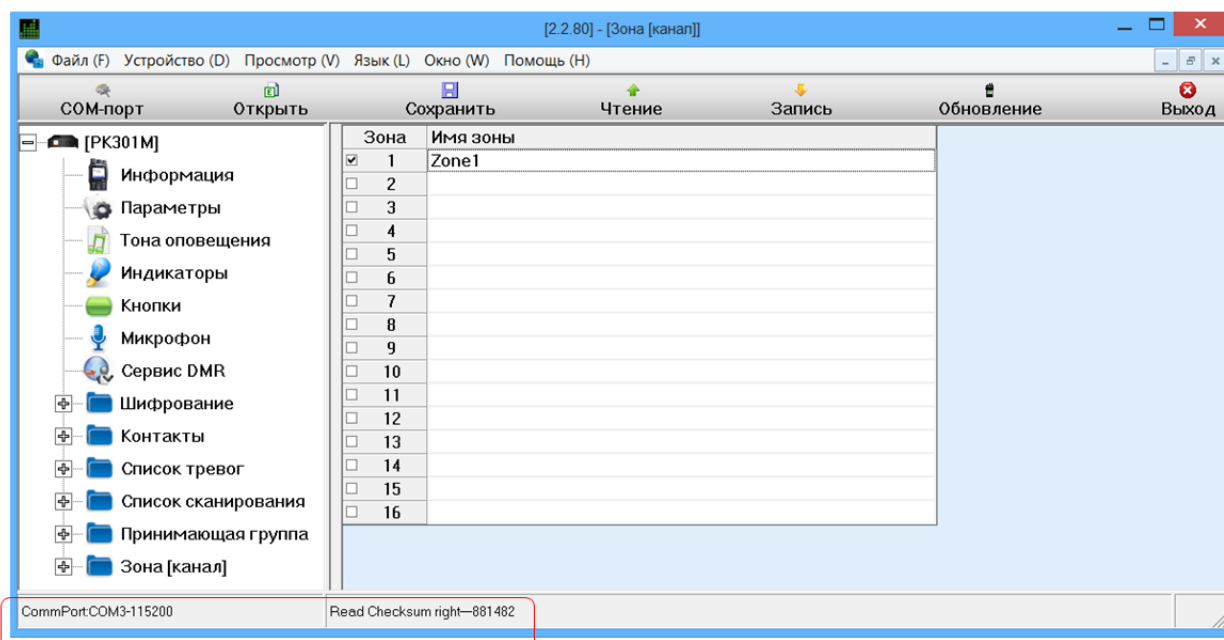 [2.2.80] - [Зона [канал]]
Файл (F) Устройство (D) Просмотр (V) Язык (L) Окно (W) Помощь (H)
COM-порт Открыть Сохранить Чтение Запись Обновление Выход
[РК301М]
Информация
Параметры
Тона оповещения
Индикаторы
Кнопки
Микрофон
Сервис DMR
Шифрование
Контакты
Список тревог
Список сканирования
Принимающая группа
Зона [канал]
Зона Имя зоны
1 Zone1
2
3
4
5
6
7
8
9
10
11
12
13
14
15
16
CommPort:COM3-115200 Read Checksum right—881482